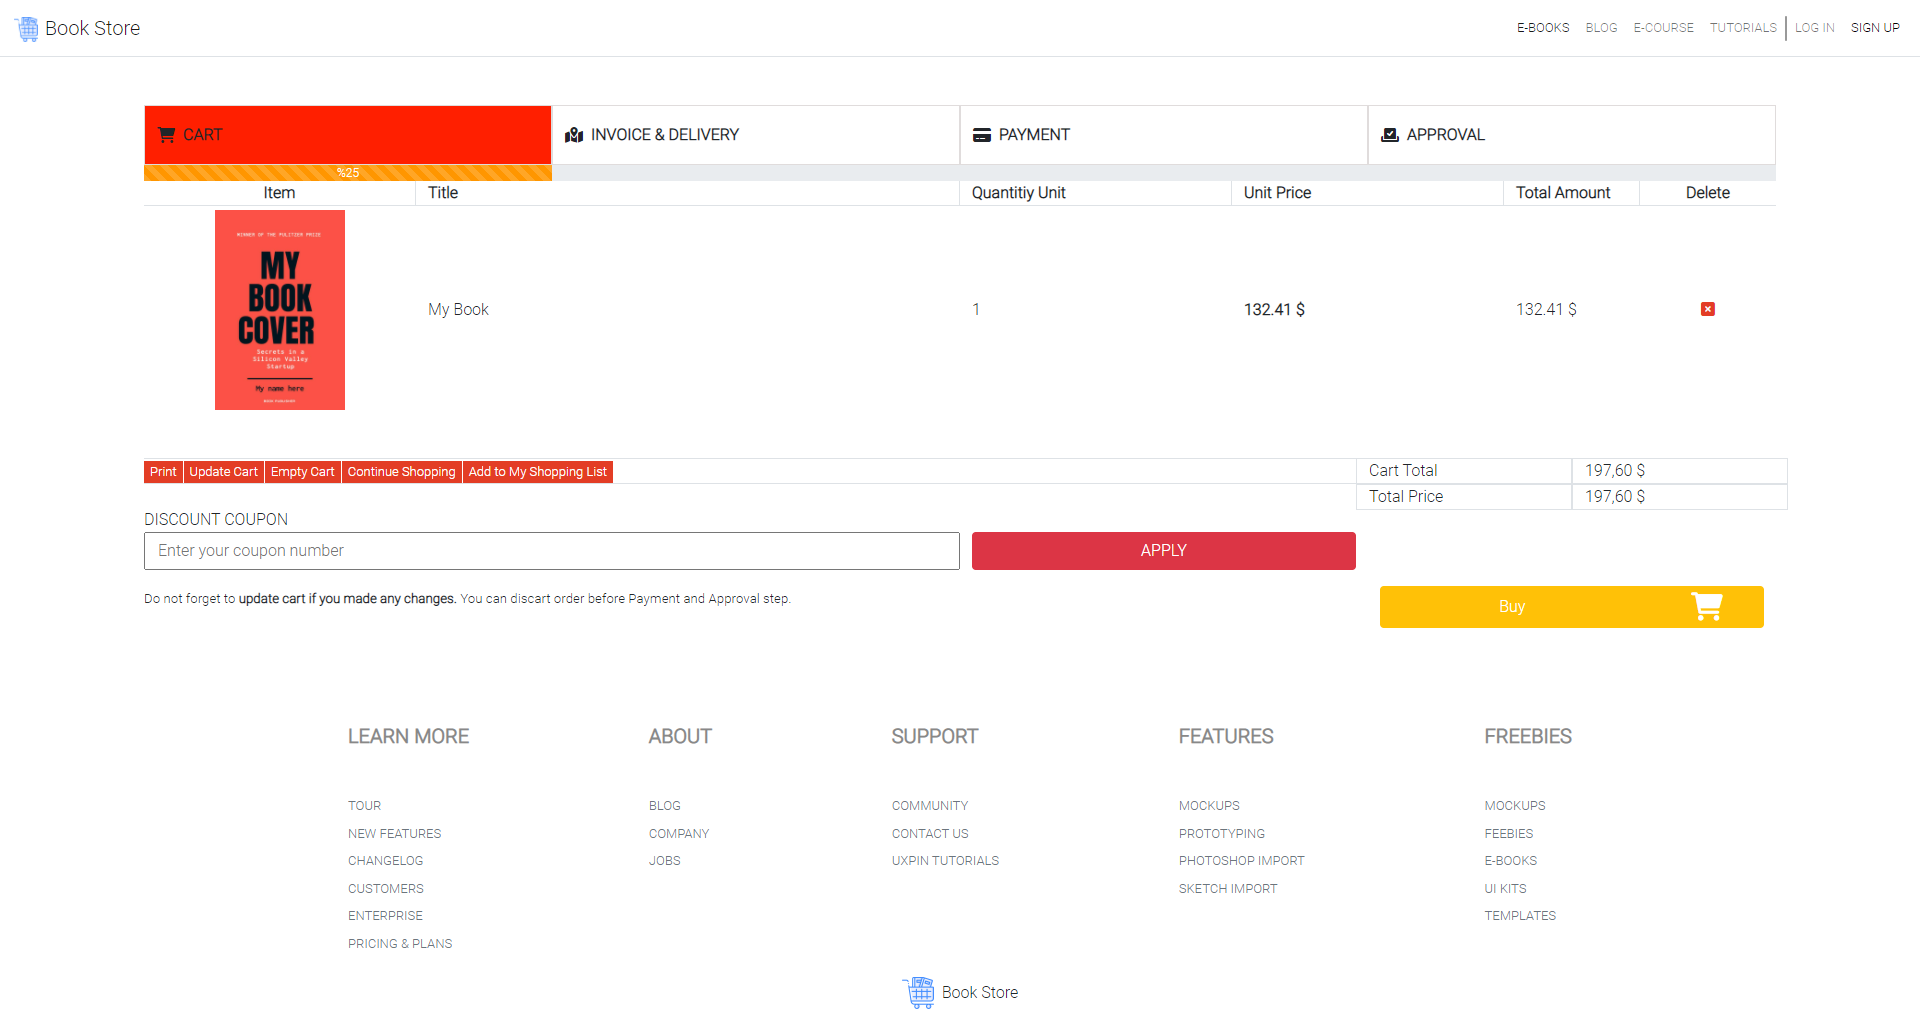 Book Store
E-BOOKS BLOG E-COURSE TUTORIALS LOG IN SIGN UP
CART INVOICE & DELIVERY PAYMENT APPROVAL
%25
Item Title Quantitiy Unit Unit Price Total Amount Delete
WINNER OF THE PULITZER PRIZE
MY
BOOK
COVER
Secrets in a
Silicon Valley
Startup
My name here
BOOK PUBLISHER
My Book 1 132.41 $ 132.41 $
Print Update Cart Empty Cart Continue Shopping Add to My Shopping List
Cart Total 197,60 $
Total Price 197,60 $
DISCOUNT COUPON
Enter your coupon number APPLY
Do not forget to update cart if you made any changes. You can discart order before Payment and Approval step.
Buy
LEARN MORE
TOUR
NEW FEATURES
CHANGELOG
CUSTOMERS
ENTERPRISE
PRICING & PLANS
ABOUT
BLOG
COMPANY
JOBS
SUPPORT
COMMUNITY
CONTACT US
UXPIN TUTORIALS
FEATURES
MOCKUPS
PROTOTYPING
PHOTOSHOP IMPORT
SKETCH IMPORT
FREEBIES
MOCKUPS
FEEBIES
E-BOOKS
UI KITS
TEMPLATES
Book Store